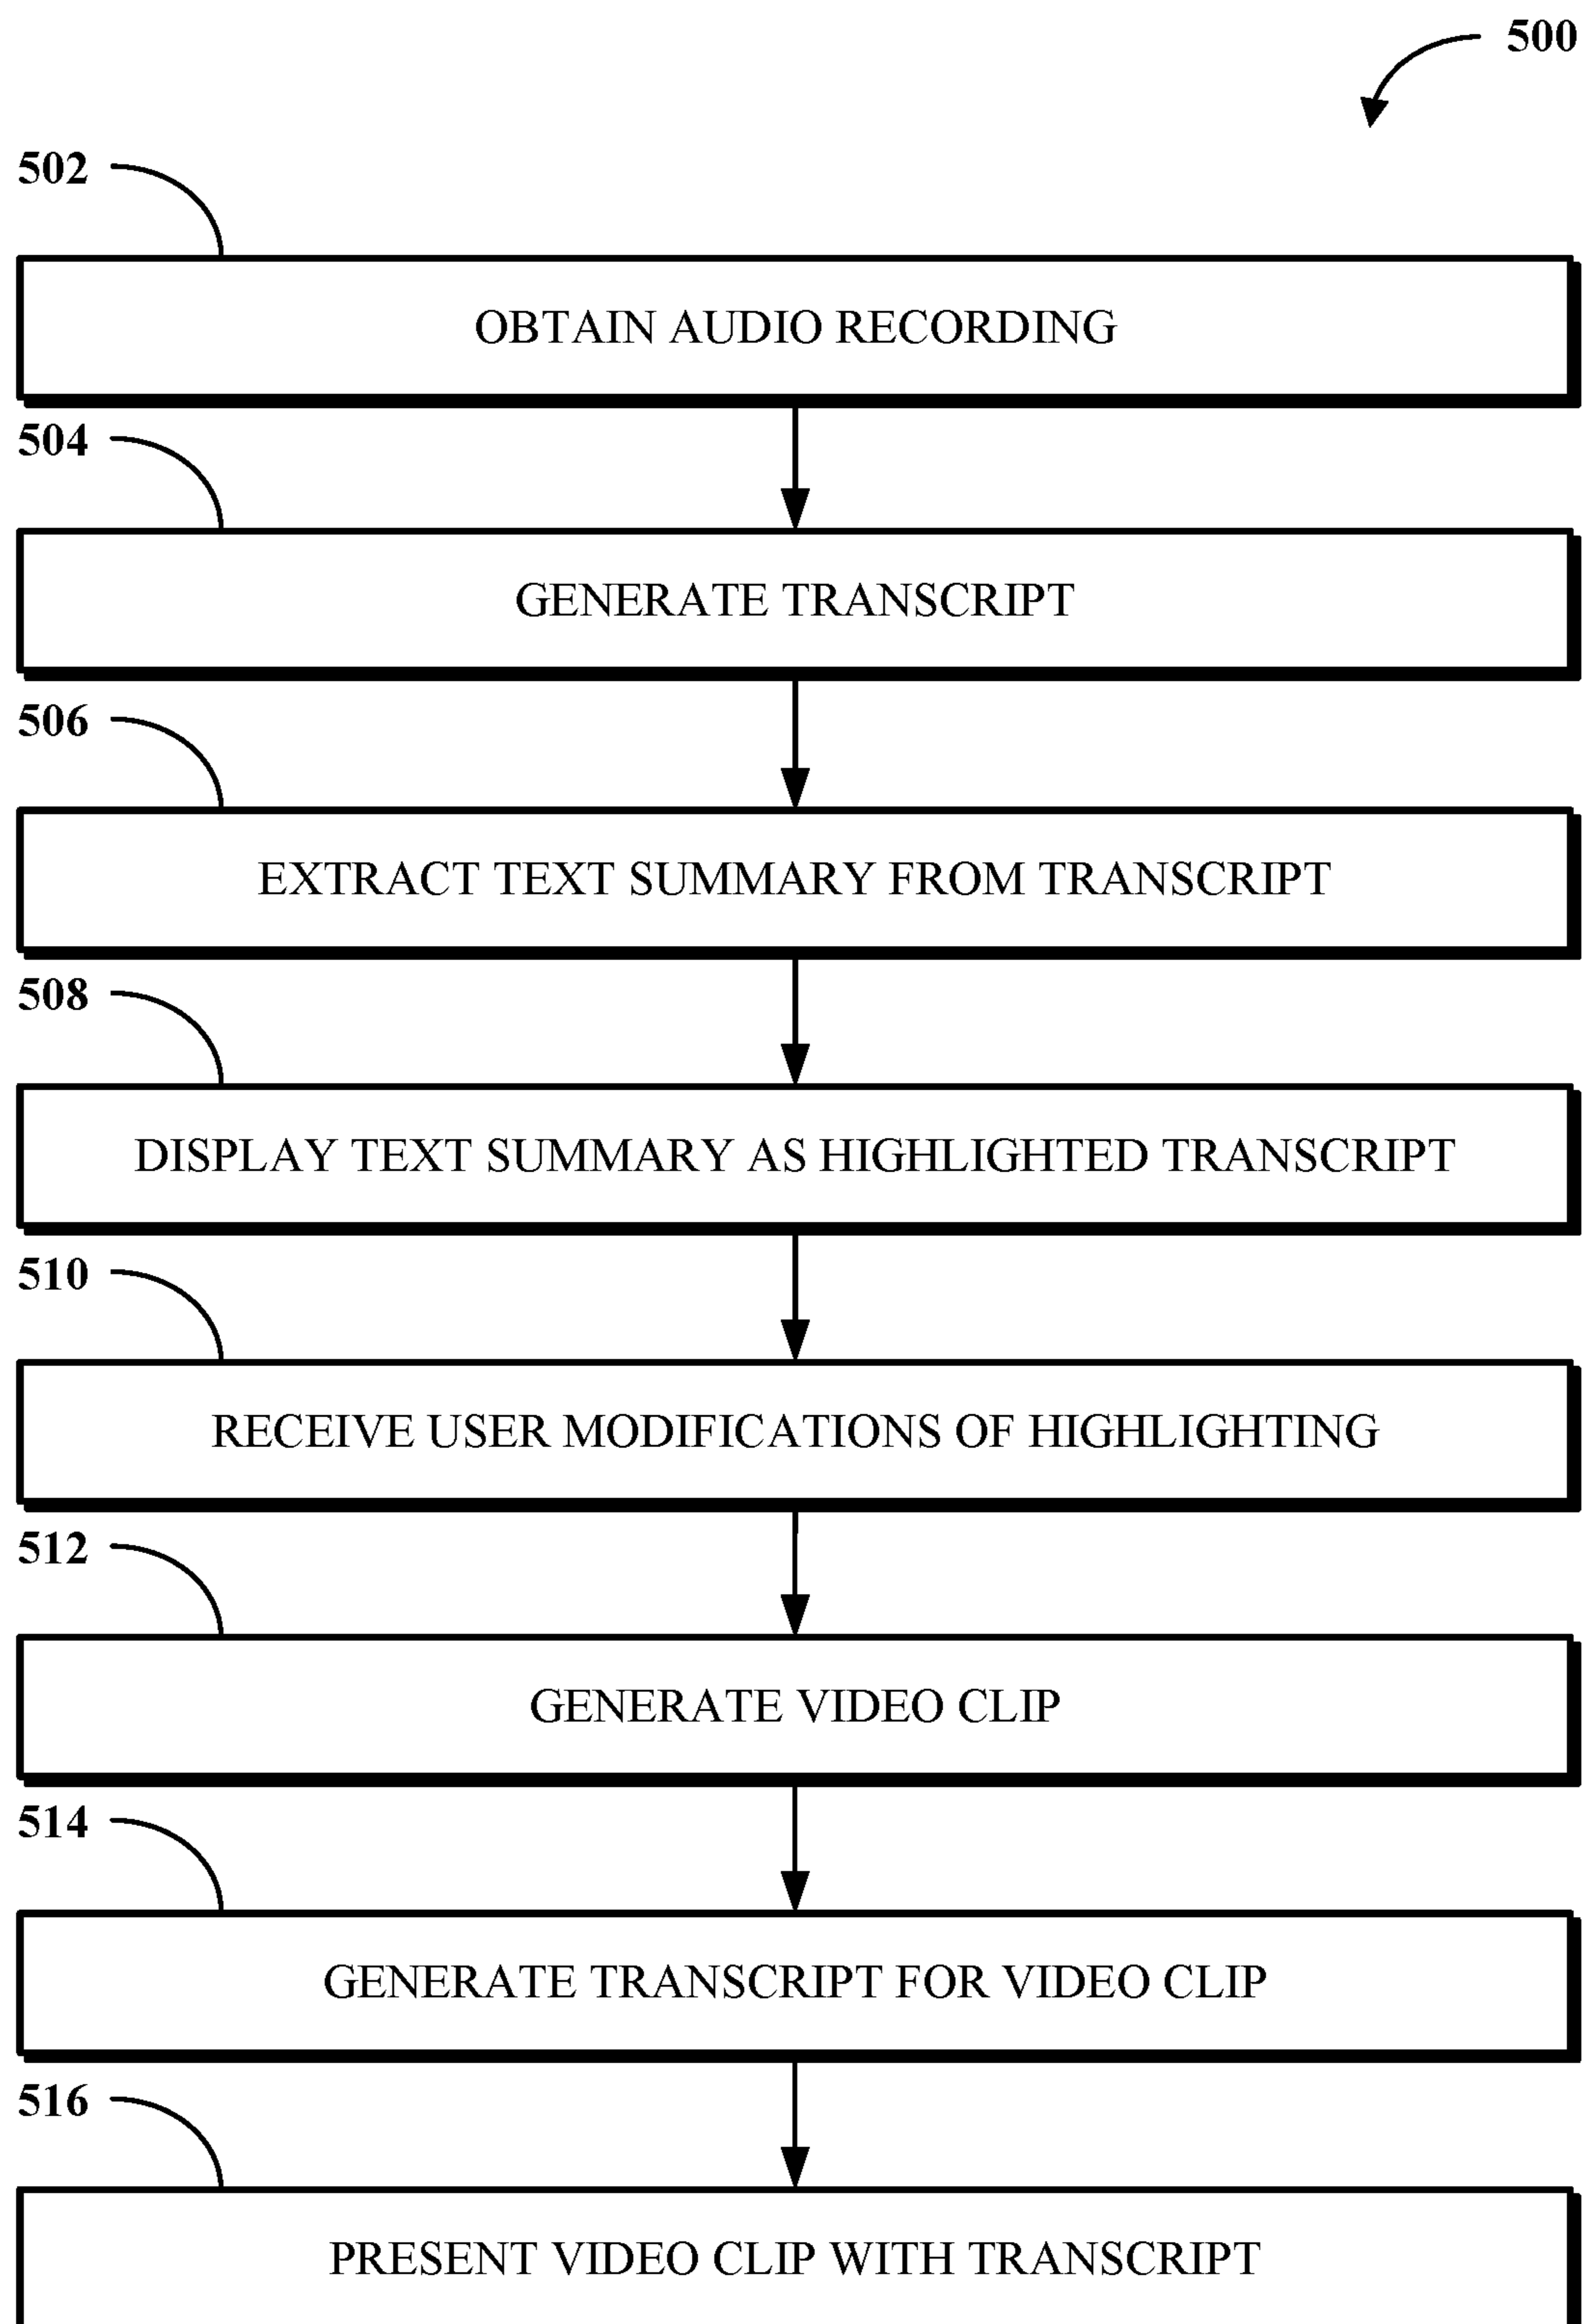 500
502
OBTAIN AUDIO RECORDING
504
GENERATE TRANSCRIPT
506
EXTRACT TEXT SUMMARY FROM TRANSCRIPT
508
DISPLAY TEXT SUMMARY AS HIGHLIGHTED TRANSCRIPT
510
RECEIVE USER MODIFICATIONS OF HIGHLIGHTING
512
GENERATE VIDEO CLIP
514
GENERATE TRANSCRIPT FOR VIDEO CLIP
516
PRESENT VIDEO CLIP WITH TRANSCRIPT